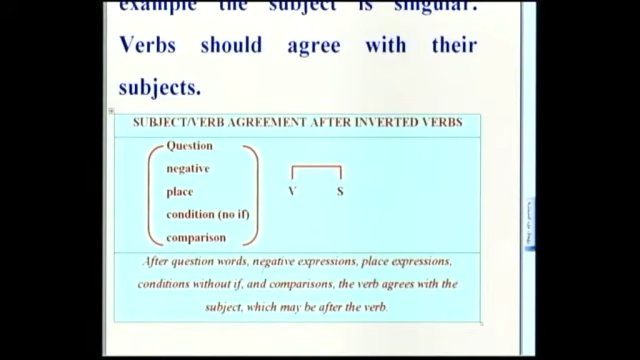 example the subject is singular.
Verbs should agree with their
subjects.
SUBJECT/VERB AGREEMENT AFTER INVERTED VERBS
Question
negative
place
condition (no if)
comparison
V S
After question words, negative expressions, place expressions,
conditions without if, and comparisons, the verb agrees with the
subject, which may be after the verb.